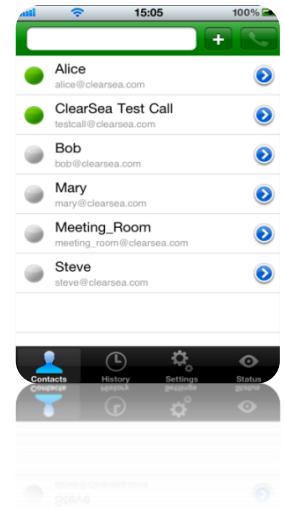 15:05 100%
+
Alice
alice@clearsea.com
ClearSea Test Call
testcall@clearsea.com
Bob
bob@clearsea.com
Mary
mary@clearsea.com
Meeting_Room
meeting_room@clearsea.com
Steve
steve@clearsea.com
Contacts History Settings Status